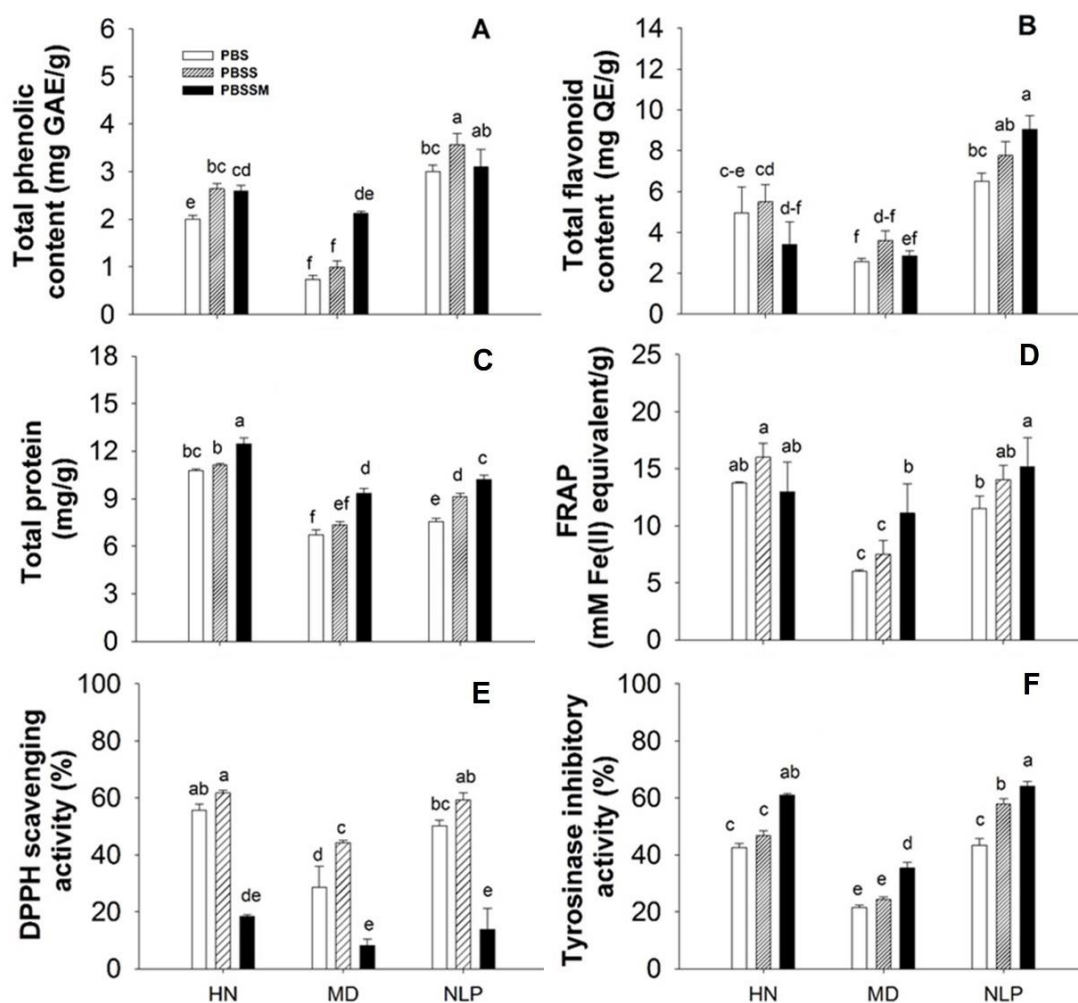 A
Total phenolic
content (mg GAE/g)
6
5
4
3
2
1
0
PBS
PBSS
PBSSM
e
bc
cd
f
f
de
bc
a
ab
B
Total flavonoid
content (mg QE/g)
14
12
10
8
6
4
2
0
c-e
cd
d-f
f
d-f
ef
bc
ab
a
C
Total protein
(mg/g)
18
15
12
9
6
3
0
bc
b
a
f
ef
d
e
d
c
D
FRAP
(mM Fe(II) equivalent/g)
25
20
15
10
5
0
ab
a
ab
c
c
b
b
ab
a
E
DPPH scavenging
activity (%)
100
80
60
40
20
0
ab
a
de
d
c
e
bc
ab
e
HN
MD
NLP
F
Tyrosinase inhibitory
activity (%)
100
80
60
40
20
0
c
c
ab
e
e
d
c
b
a
HN
MD
NLP